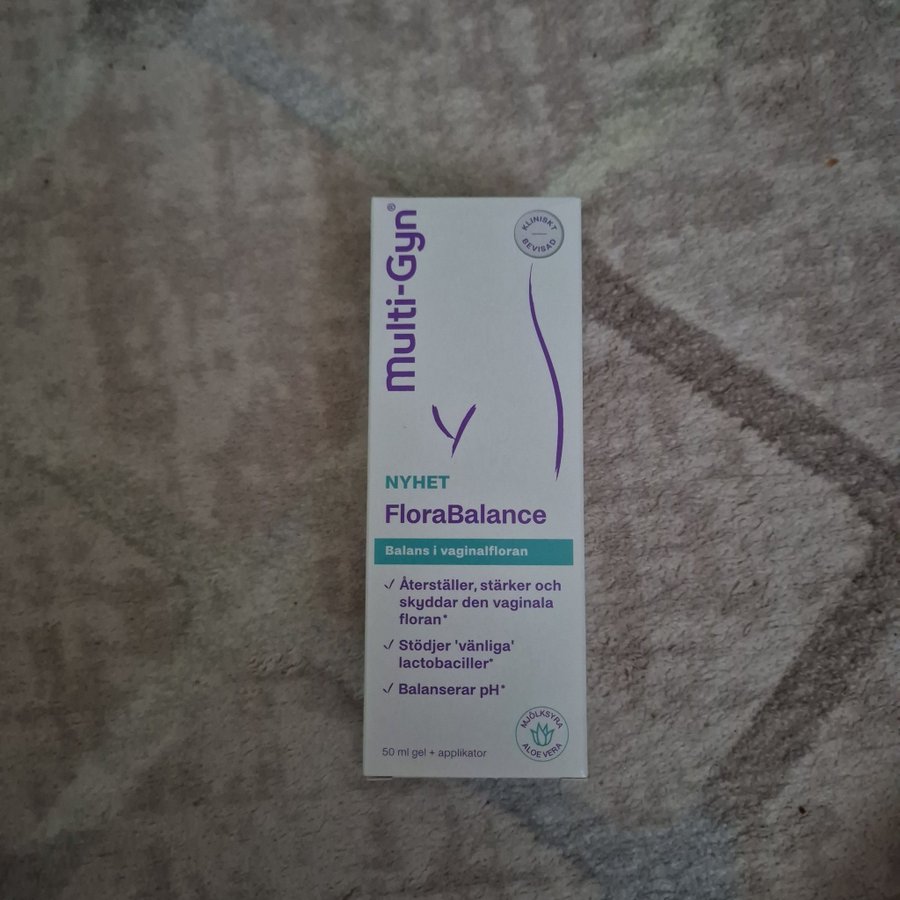 multi-Gyn®
KLINISKT
BEVISAD
NYHET
FloraBalance
Balans i vaginalfloran
Återställer, stärker och
skyddar den vaginala
floran*
Stödjer 'vänliga'
lactobaciller*
Balanserar pH*
50 ml gel + applikator
MJÖLKSYRA
ALOE VERA